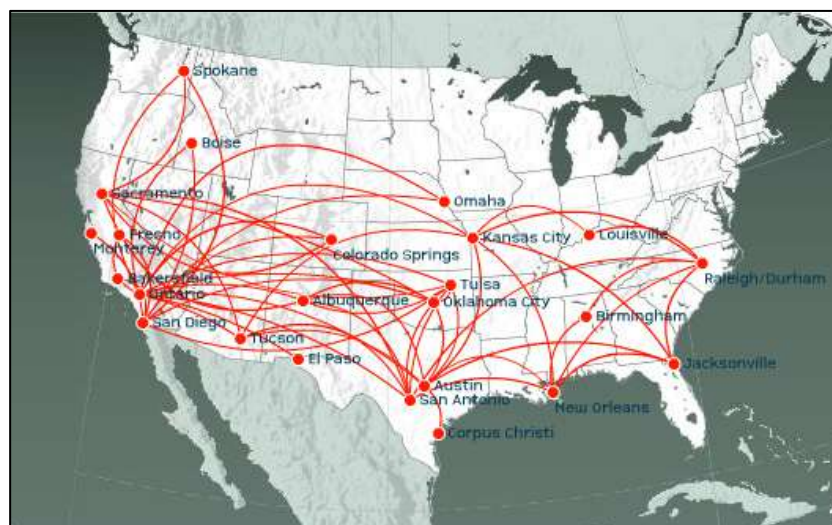 Spokane
Boise
Sacramento
Omaha
Fresno
Kansas City
Louisville
Monterey
Colorado Springs
Raleigh/Durham
Bakersfield
Tulsa
Ontario
Albuquerque
Oklahoma City
San Diego
Birmingham
Tucson
El Paso
Jacksonville
Austin
San Antonio
New Orleans
Corpus Christi